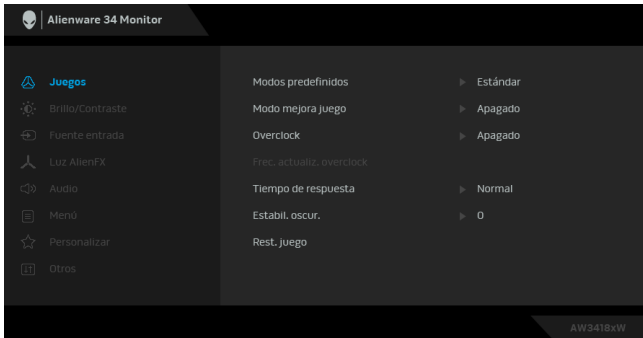 Alienware 34 Monitor
Juegos
Brillo/Contraste
Fuente entrada
Luz AlienFX
Audio
Menú
Personalizar
Otros
Modos predefinidos Estándar
Modo mejora juego Apagado
Overclock Apagado
Frec. actualiz. overclock
Tiempo de respuesta Normal
Estabil. oscur. 0
Rest. juego
AW3418xW